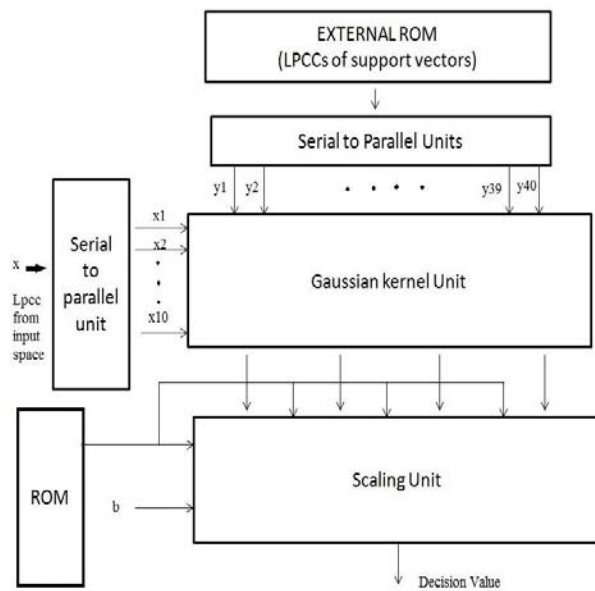 EXTERNAL ROM
(LPCCs of support vectors)
Serial to Parallel Units
y1 y2 . . . . y39 y40
x
Lpcc
from
input
space
Serial
to
parallel
unit
x1
x2
.
.
.
x10
Gaussian kernel Unit
ROM
b
Scaling Unit
Decision Value